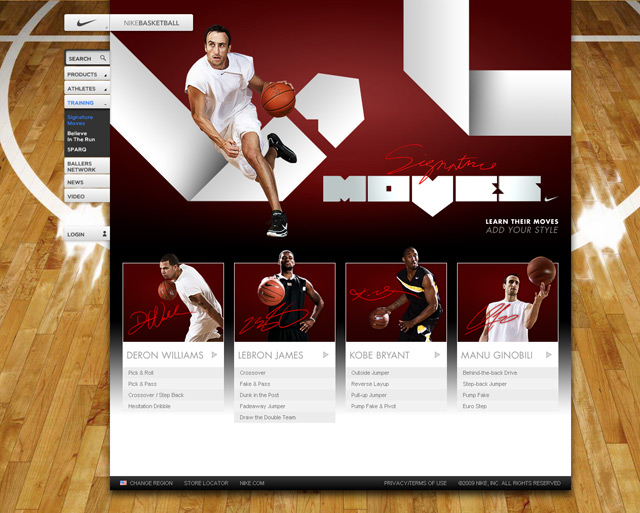 NIKEBASKETBALL
SEARCH
PRODUCTS
ATHLETES
TRAINING
Signature
Moves
Believe
In The Run
SPARQ
BALLERS
NETWORK
NEWS
VIDEO
LOGIN
Signature
MOVES
LEARN THEIR MOVES
ADD YOUR STYLE
DERON WILLIAMS
Pick & Roll
Pick & Pass
Crossover / Step Back
Hesitation Dribble
LEBRON JAMES
Crossover
Fake & Pass
Dunk in the Post
Fadeaway Jumper
Draw the Double Team
KOBE BRYANT
Outside Jumper
Reverse Layup
Pull-up Jumper
Pump Fake & Pivot
MANU GINOBILI
Behind-the-back Drive
Step-back Jumper
Pump Fake
Euro Step
CHANGE REGION STORE LOCATOR NIKE.COM PRIVACY/TERMS OF USE ©2009 NIKE, INC. ALL RIGHTS RESERVED